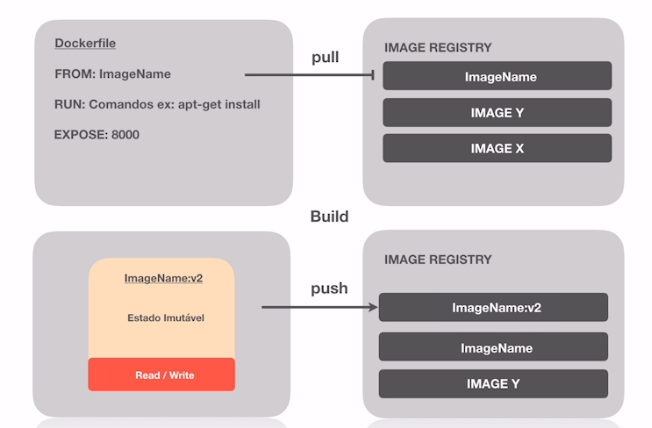 Dockerfile
FROM: ImageName
RUN: Comandos ex: apt-get install
EXPOSE: 8000
pull
IMAGE REGISTRY
ImageName
IMAGE Y
IMAGE X
Build
ImageName:v2
Estado Imutável
Read / Write
push
IMAGE REGISTRY
ImageName:v2
ImageName
IMAGE Y